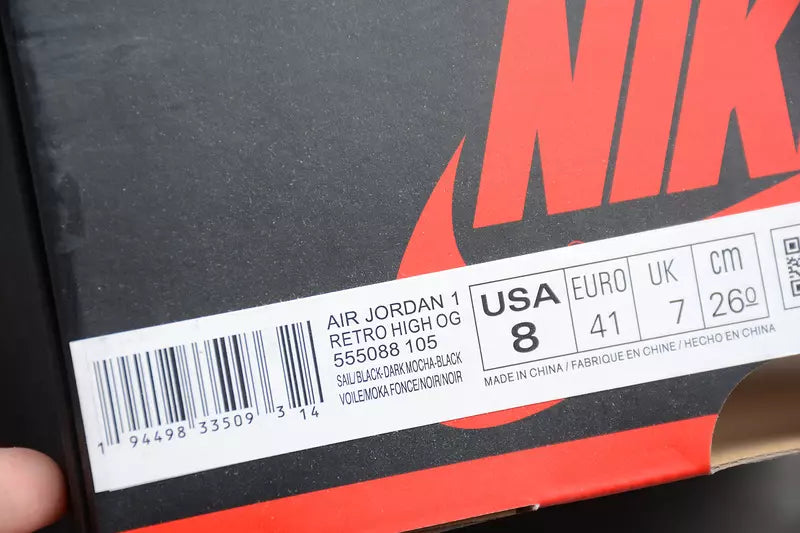 NIK
AIR JORDAN 1
RETRO HIGH OG
555088 105
SAIL/BLACK-DARK MOCHA-BLACK
VOILE/MOKA FONCE/NOIR/NOIR
1 94498 33509 3 14
USA
8
EURO
41
UK
7
cm
26º
MADE IN CHINA / FABRIQUE EN CHINE / HECHO EN CHINA